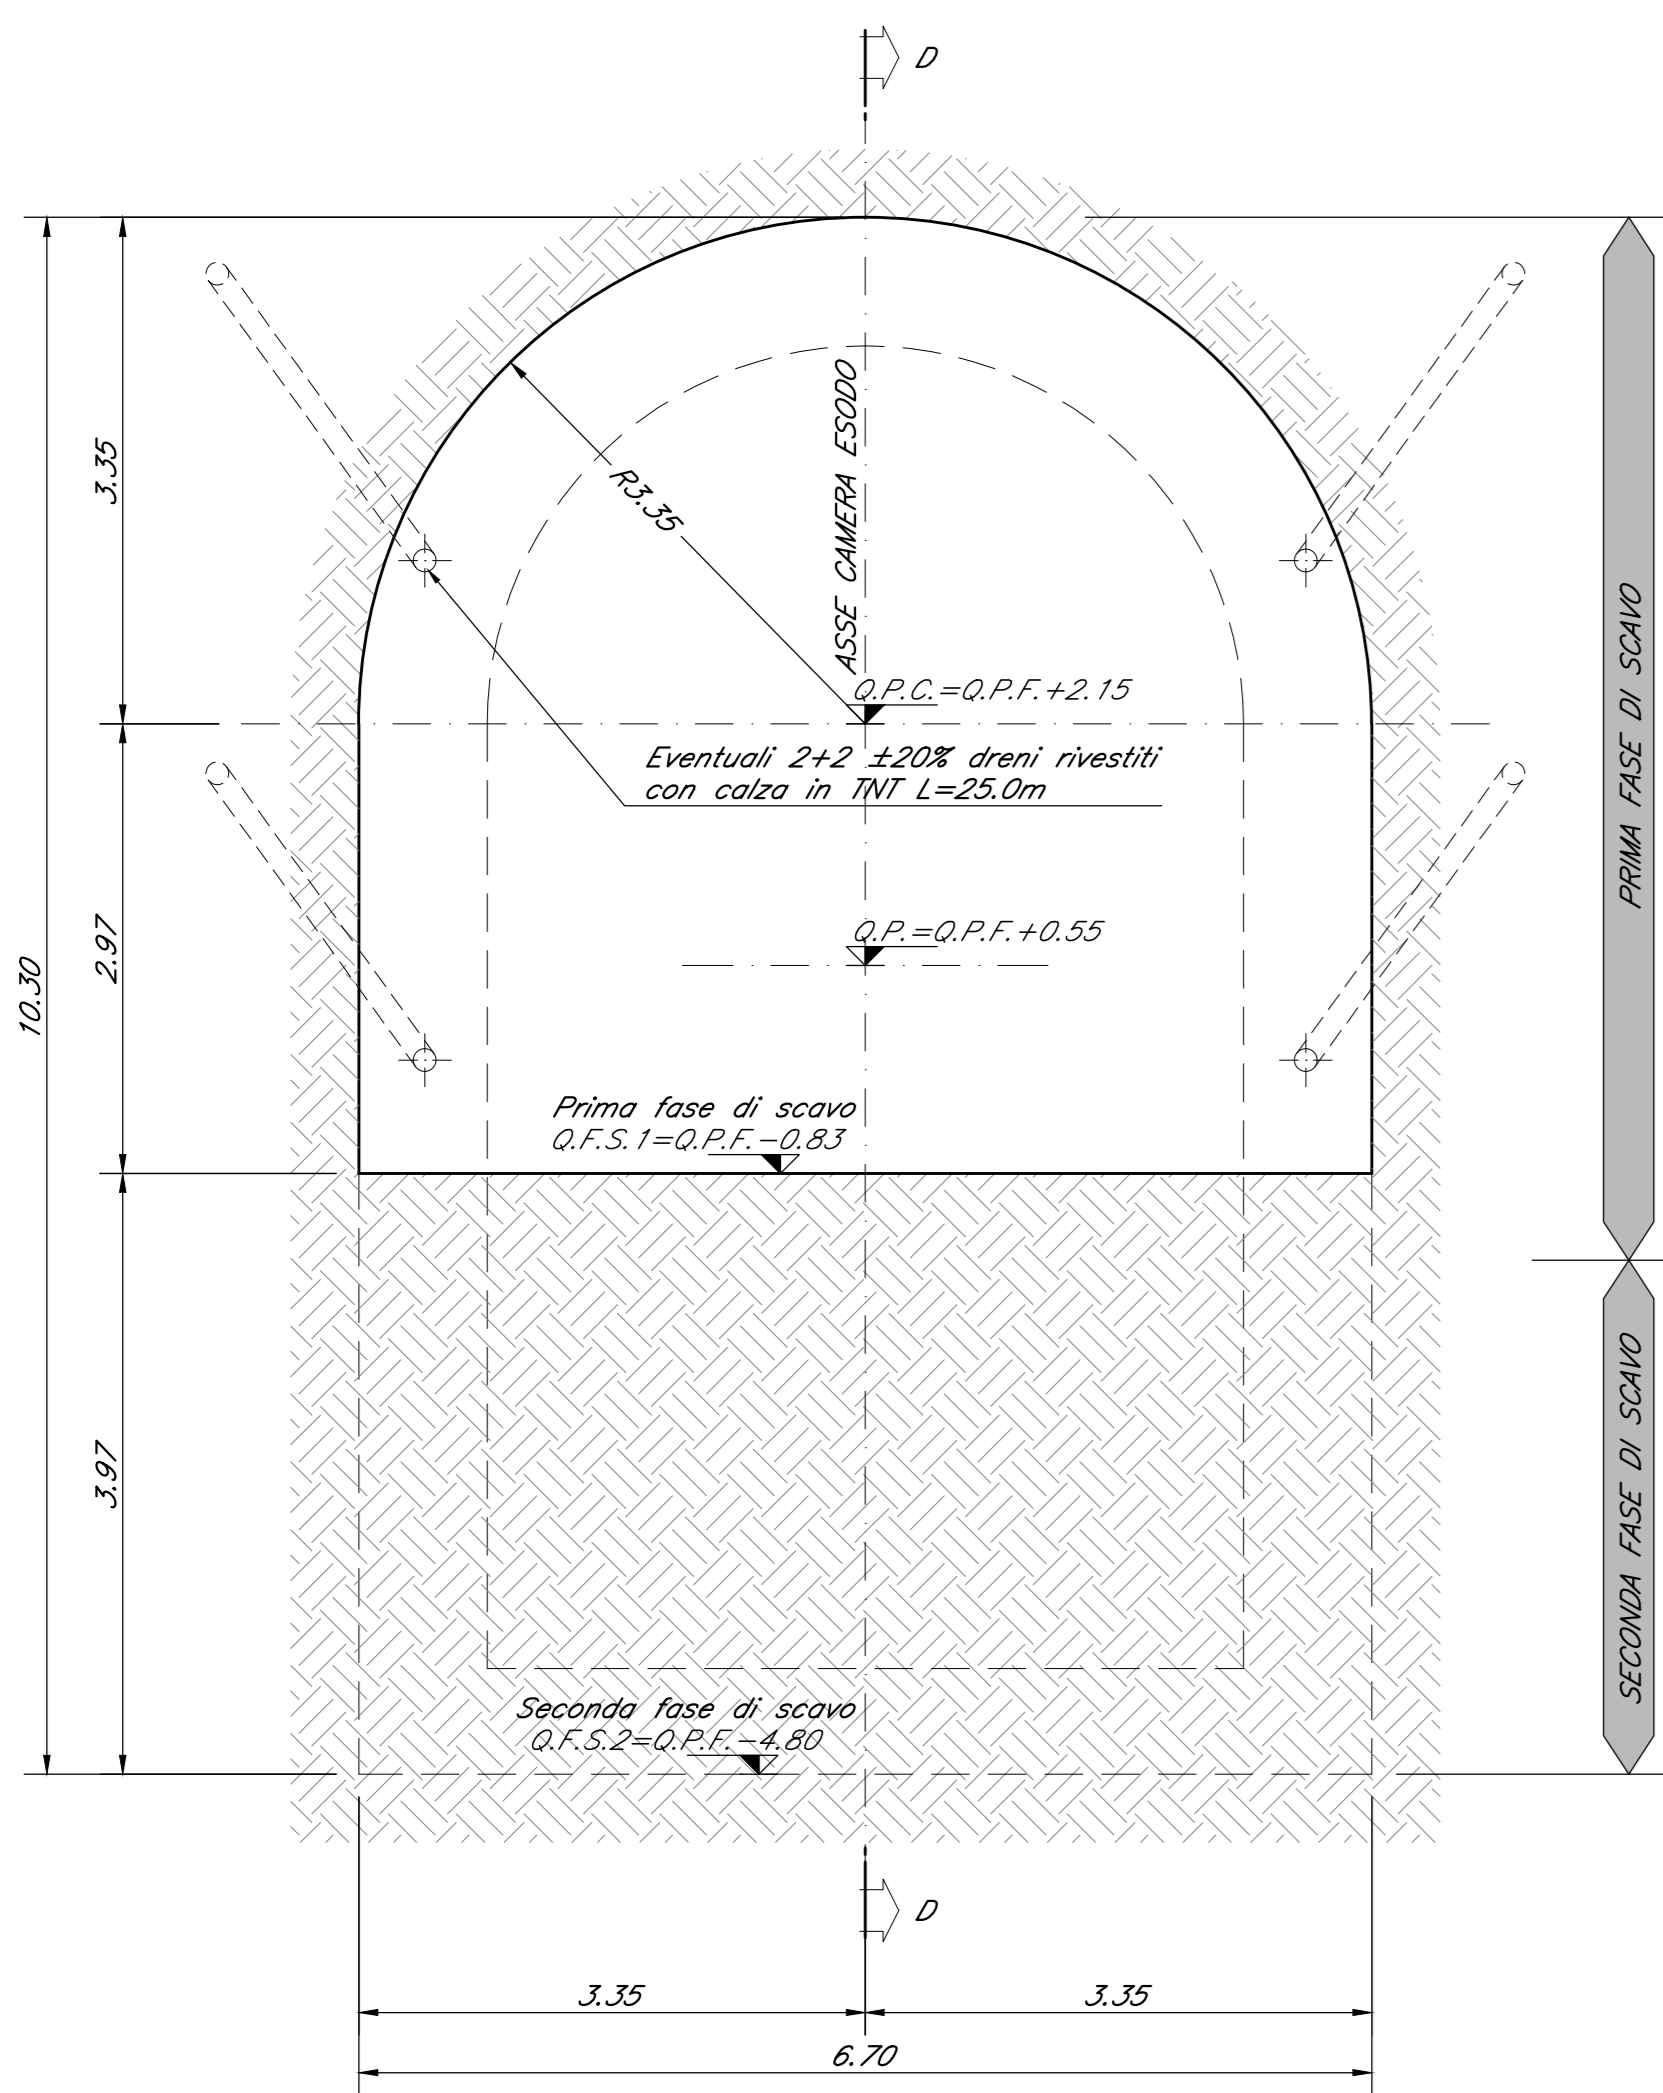 D
3.35
R3.35
ASSE CAMERA ESODO
Q.P.C.=Q.P.F.+2.15
Eventuali 2+2 ±20% dreni rivestiti
con calza in TNT L=25.0m
PRIMA FASE DI SCAVO
2.97
10.30
Q.P.=Q.P.F.+0.55
Prima fase di scavo
Q.F.S.1=Q.P.F.-0.83
3.97
SECONDA FASE DI SCAVO
Seconda fase di scavo
Q.F.S.2=Q.P.F.-4.80
D
3.35
3.35
6.70